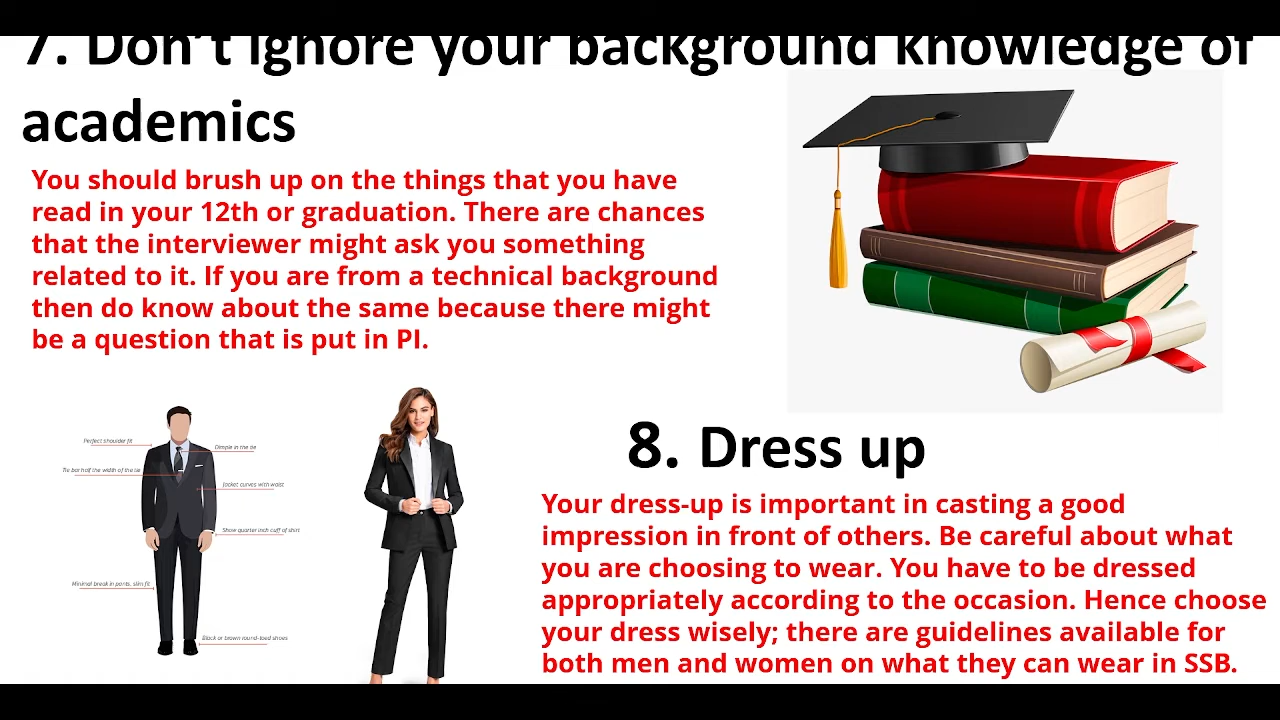 7. Don't ignore your background knowledge of
academics
You should brush up on the things that you have
read in your 12th or graduation. There are chances
that the interviewer might ask you something
related to it. If you are from a technical background
then do know about the same because there might
be a question that is put in PI.
Perfect shoulder fit
Dimple in the tie
Tie bar half the width of the tie
Jacket curves with waist
Show quarter inch cuff of shirt
Minimal break in pants, slim fit
Black or brown round-toed shoes
8. Dress up
Your dress-up is important in casting a good
impression in front of others. Be careful about what
you are choosing to wear. You have to be dressed
appropriately according to the occasion. Hence choose
your dress wisely; there are guidelines available for
both men and women on what they can wear in SSB.